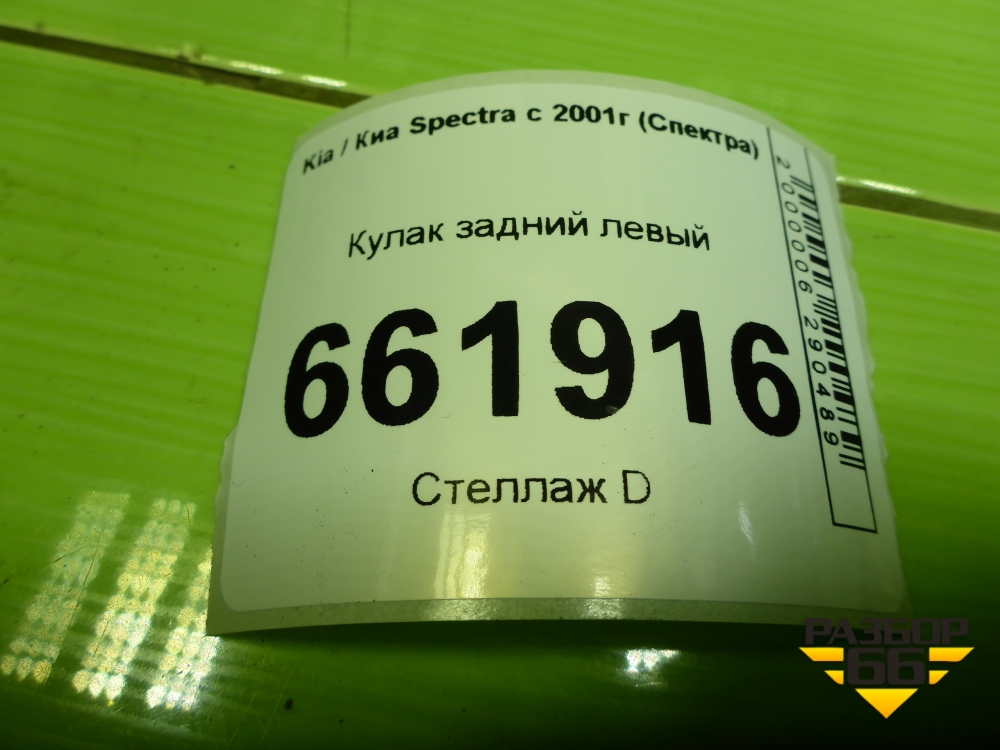 Kia / Киа Spectra с 2001г (Спектра)
Кулак задний левый
661916
Стеллаж D
2000006290489
РАЗБОР
66